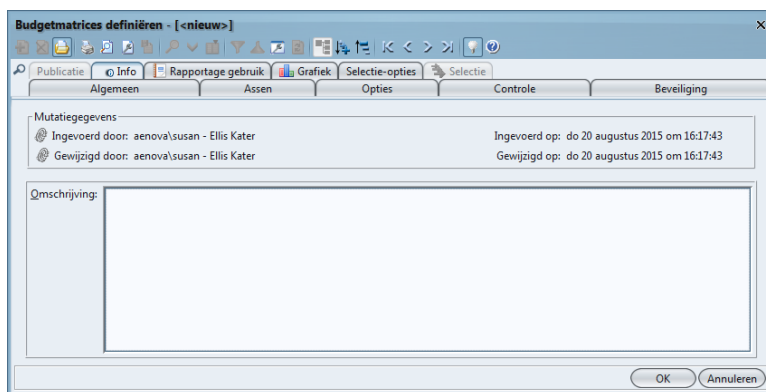 Budgetmatrices definiëren - [<nieuw>]
Publicatie Info Rapportage gebruik Grafiek Selectie-opties Selectie
Algemeen Assen Opties Controle Beveiliging
Mutatiegegevens
Ingevoerd door: aenova\susan - Ellis Kater Ingevoerd op: do 20 augustus 2015 om 16:17:43
Gewijzigd door: aenova\susan - Ellis Kater Gewijzigd op: do 20 augustus 2015 om 16:17:43
Omschrijving:
OK Annuleren